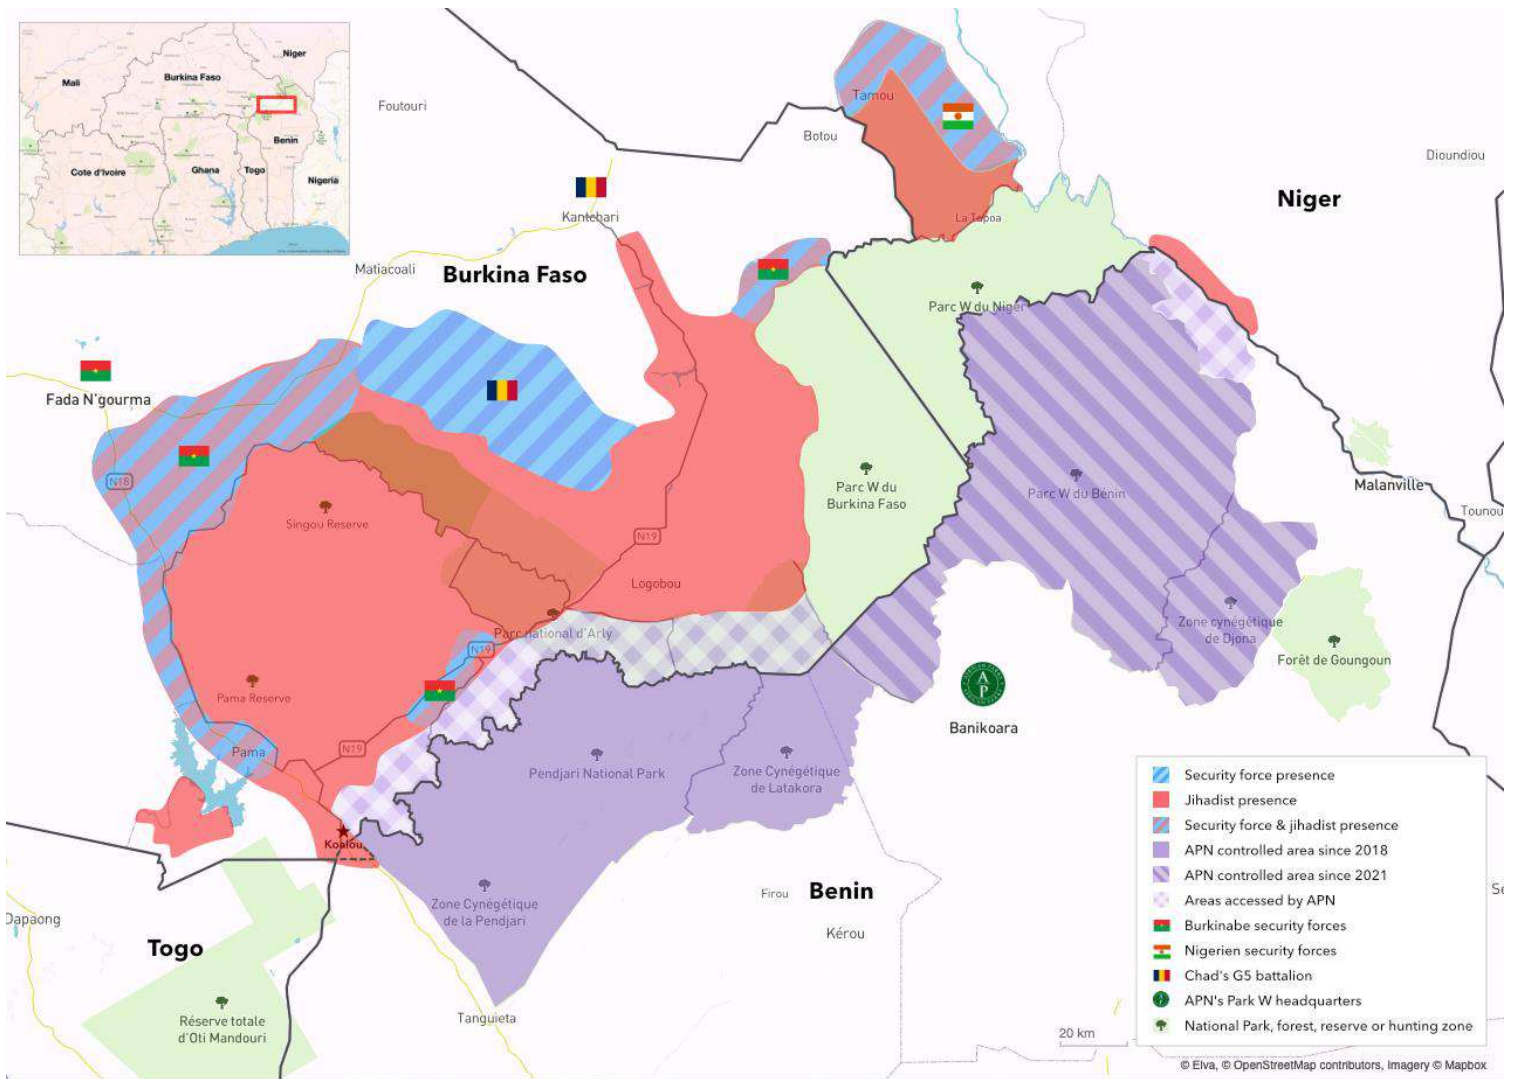 Mali
Burkina Faso
Niger
Benin
Cote d'Ivoire
Ghana
Togo
Nigeria
Foutouri
Botou
Tamou
Dioundiou
Niger
Kantchari
La Tapoa
Matiacoali
Burkina Faso
Parc W du Niger
Fada N'gourma
N18
Singou Reserve
Parc W du
Burkina Faso
Parc W du Bénin
Malanville
Tounou
N19
Logobou
Parc national d'Arly
N19
Zone cynégétique
de Djona
Forêt de Goungoun
Pama Reserve
AP
Banikoara
Pama
N19
Pendjari National Park
Zone Cynégétique
de Latakora
Koalou
Togo
Benin
Firou
Kérou
Zone Cynégétique
de la Pendjari
Dapaong
Réserve totale
d'Oti Mandouri
Tanguieta
Se
Security force presence
Jihadist presence
Security force & jihadist presence
APN controlled area since 2018
APN controlled area since 2021
Areas accessed by APN
Burkinabe security forces
Nigerien security forces
Chad's G5 battalion
APN's Park W headquarters
National Park, forest, reserve or hunting zone
20 km
© Elva, © OpenStreetMap contributors, Imagery © Mapbox